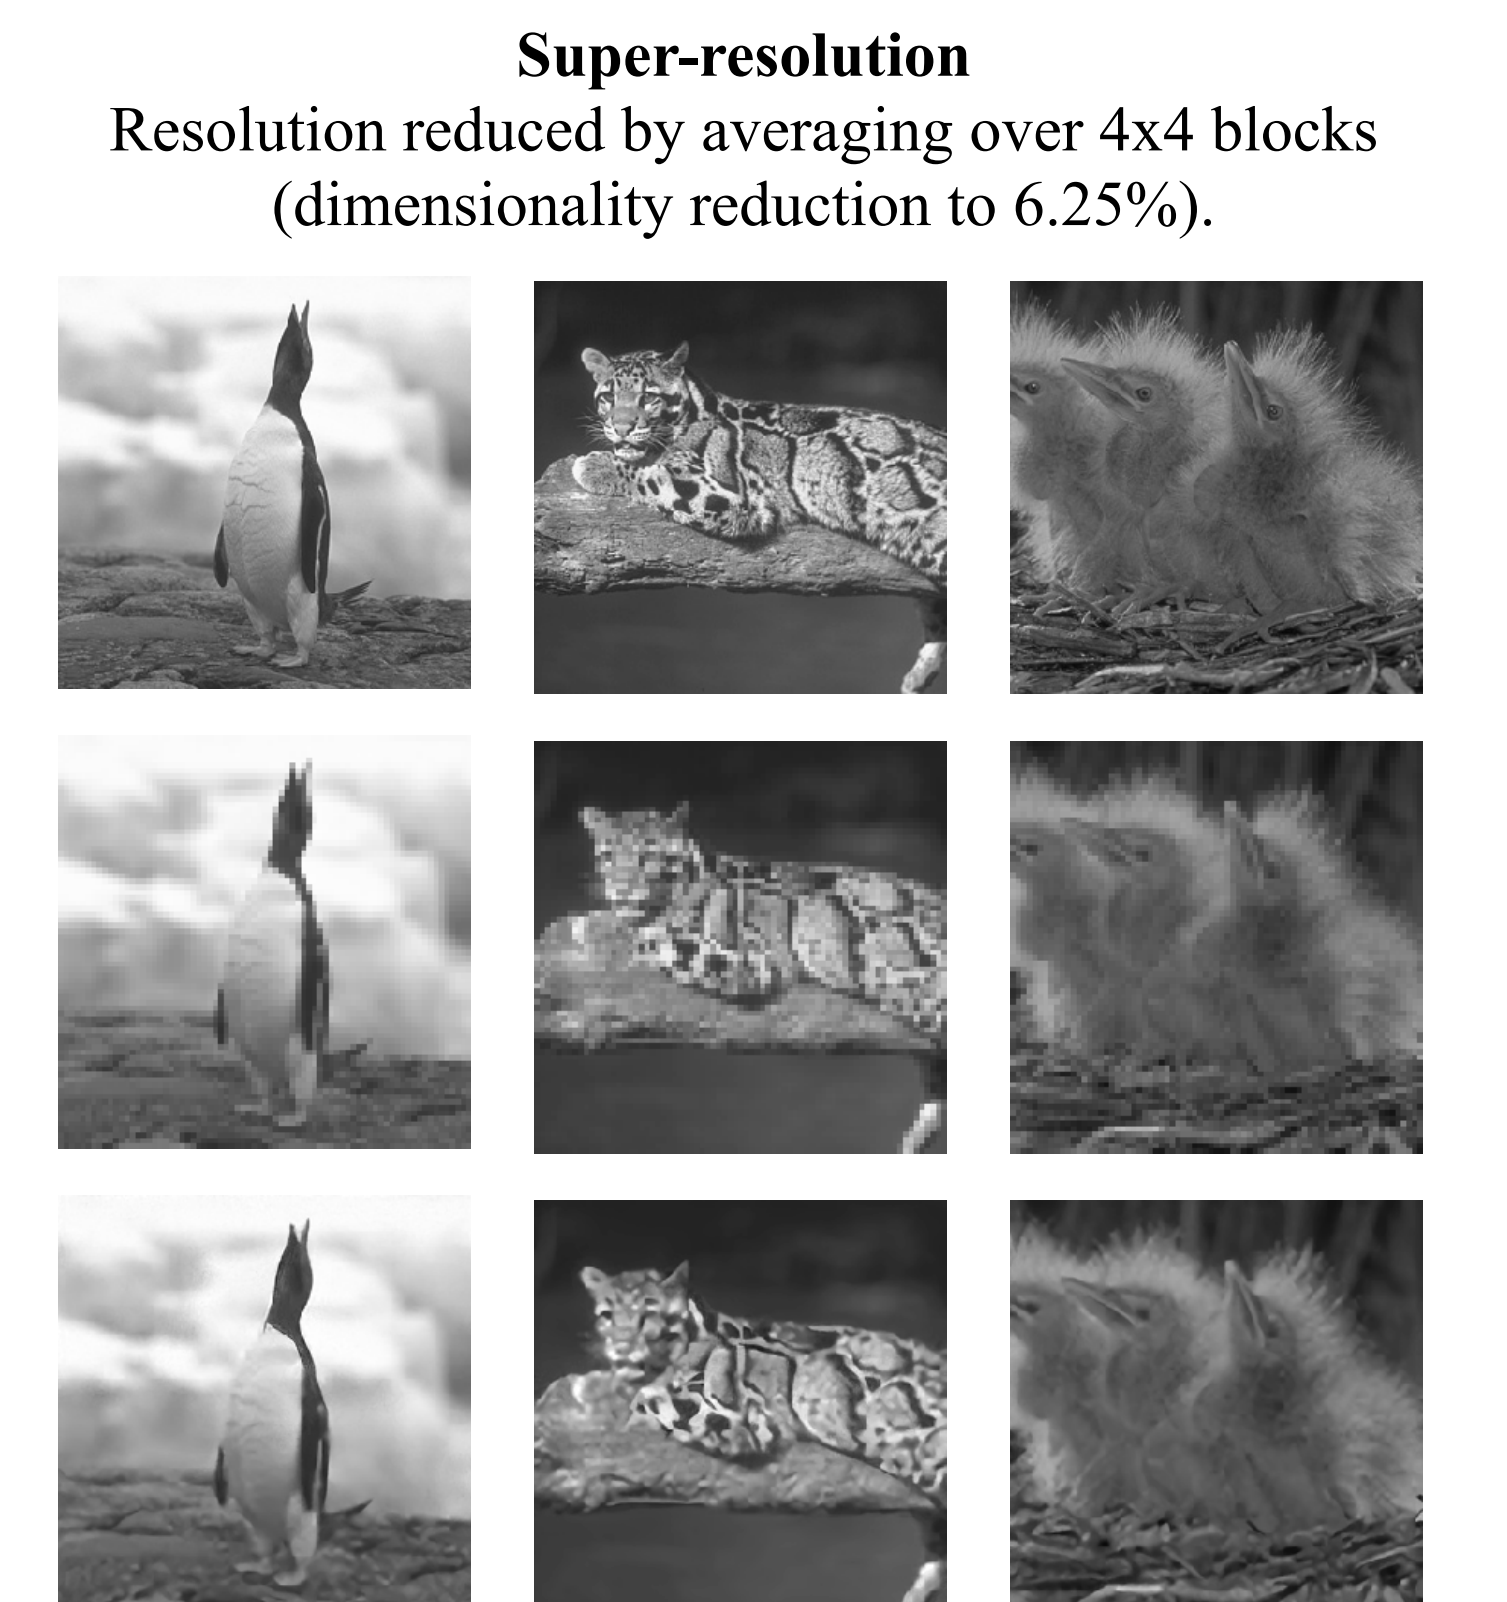 Super-resolution
Resolution reduced by averaging over 4x4 blocks
(dimensionality reduction to 6.25%).